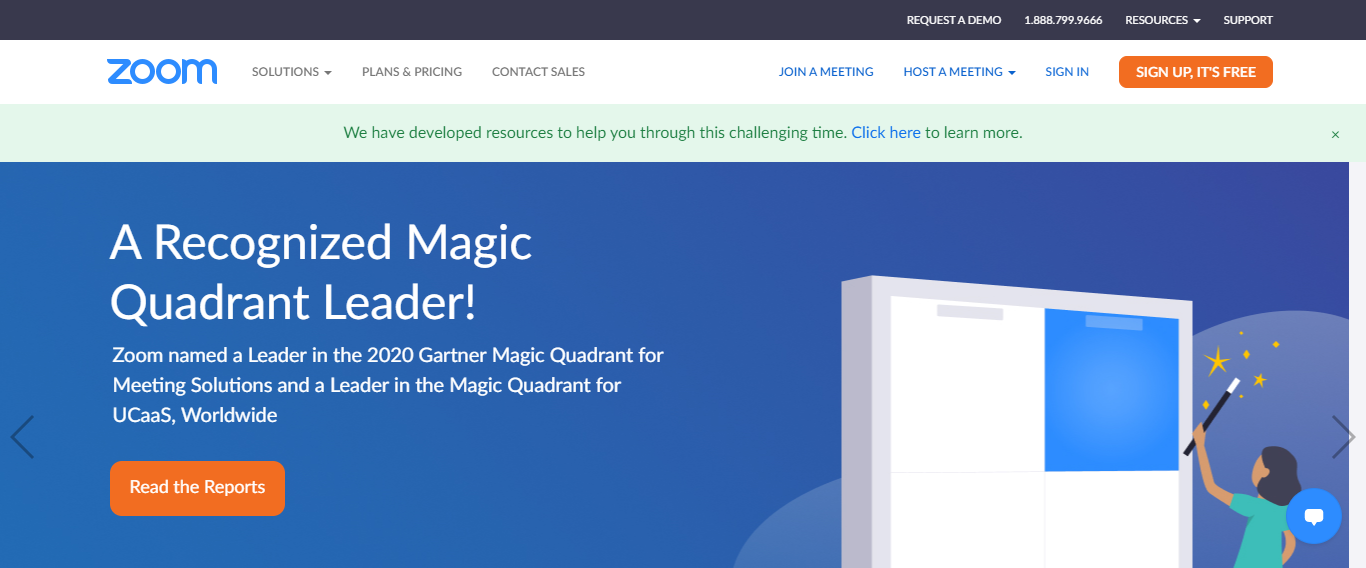 REQUEST A DEMO 1.888.799.9666 RESOURCES SUPPORT
zoom SOLUTIONS PLANS & PRICING CONTACT SALES JOIN A MEETING HOST A MEETING SIGN IN SIGN UP, IT'S FREE
We have developed resources to help you through this challenging time. Click here to learn more. ×
A Recognized Magic
Quadrant Leader!
Zoom named a Leader in the 2020 Gartner Magic Quadrant for
Meeting Solutions and a Leader in the Magic Quadrant for
UCaaS, Worldwide
Read the Reports